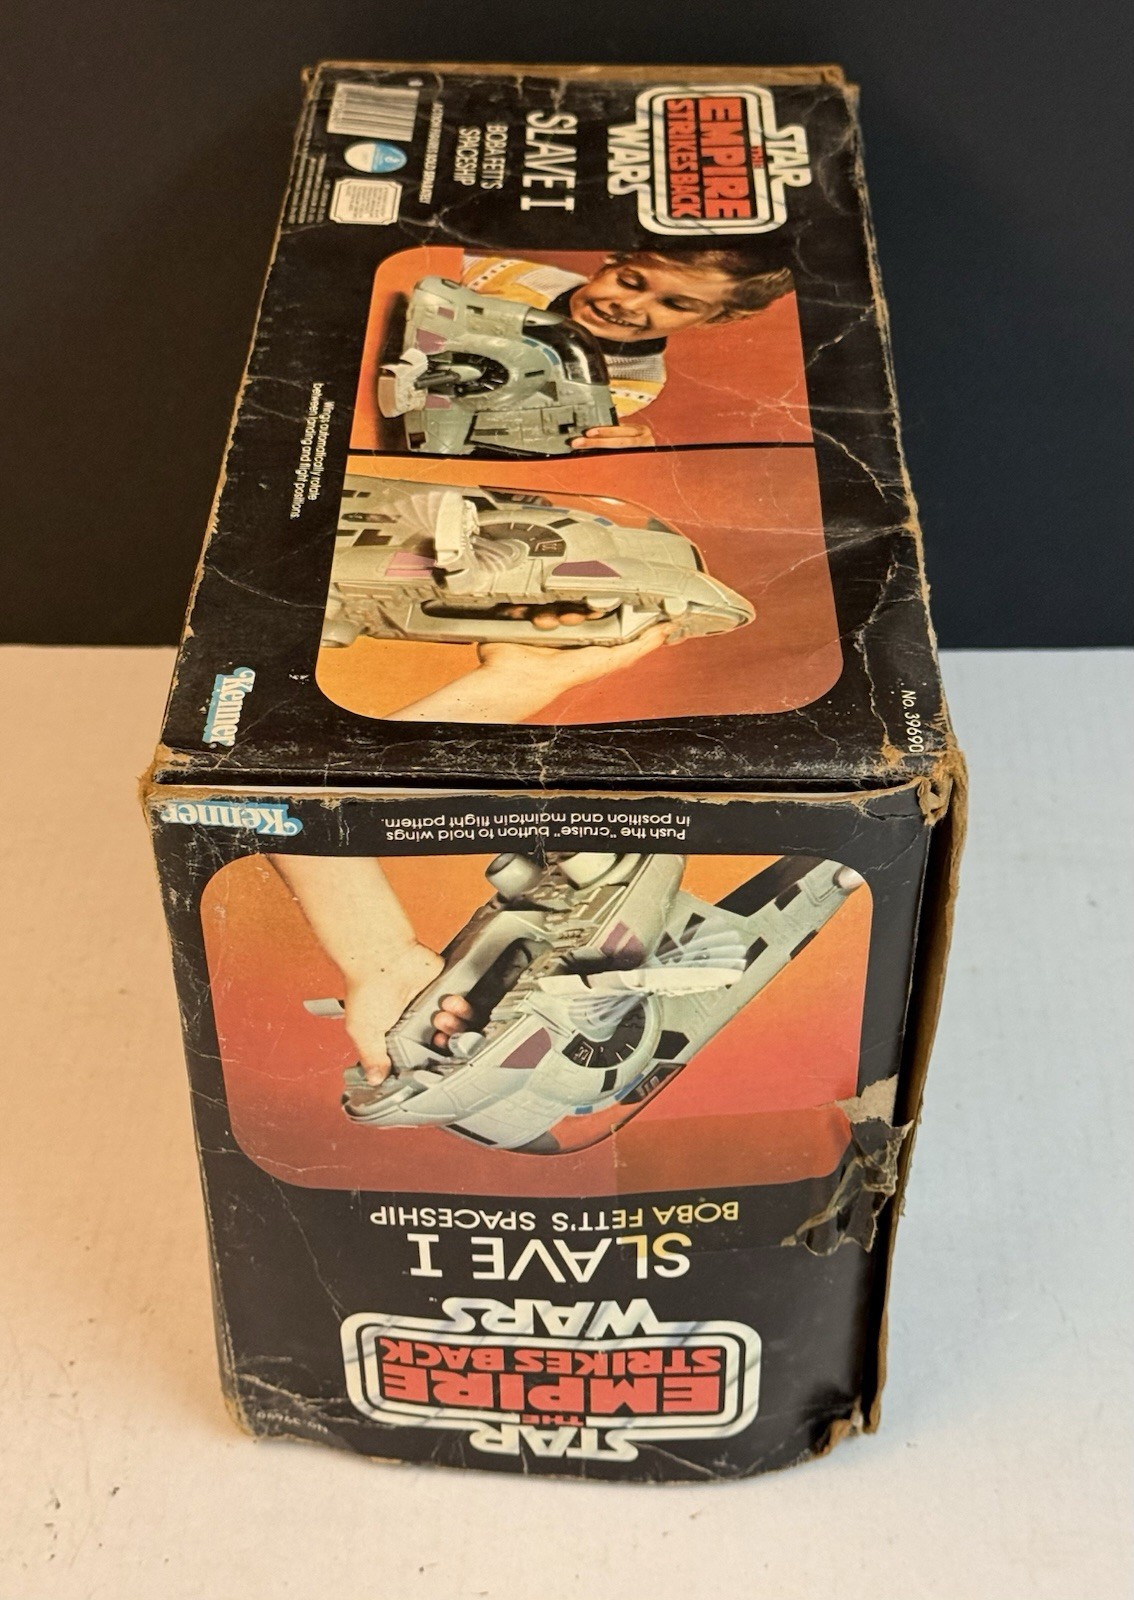 STAR
WARS
THE
EMPIRE
STRIKES BACK
SLAVE I
BOBA FETT'S
SPACESHIP
Wings automatically rotate
between landing and flight positions.
Kenner
No. 39690
Kenner
Push the "cruise" button to hold wings
in position and maintain flight pattern.
STAR
THE
EMPIRE
STRIKES BACK
WARS
SLAVE I
BOBA FETT'S SPACESHIP
No. 39690